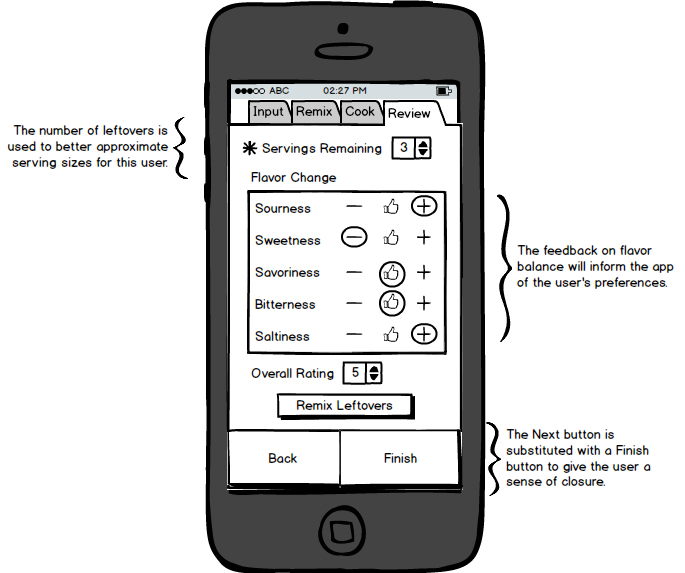 ABC 02:27 PM
Input Remix Cook Review
The number of leftovers is
used to better approximate
serving sizes for this user.
Servings Remaining 3
Flavor Change
Sourness
Sweetness
Savoriness
Bitterness
Saltiness
The feedback on flavor
balance will inform the app
of the user's preferences.
Overall Rating 5
Remix Leftovers
Back Finish
The Next button is
substituted with a Finish
button to give the user a
sense of closure.